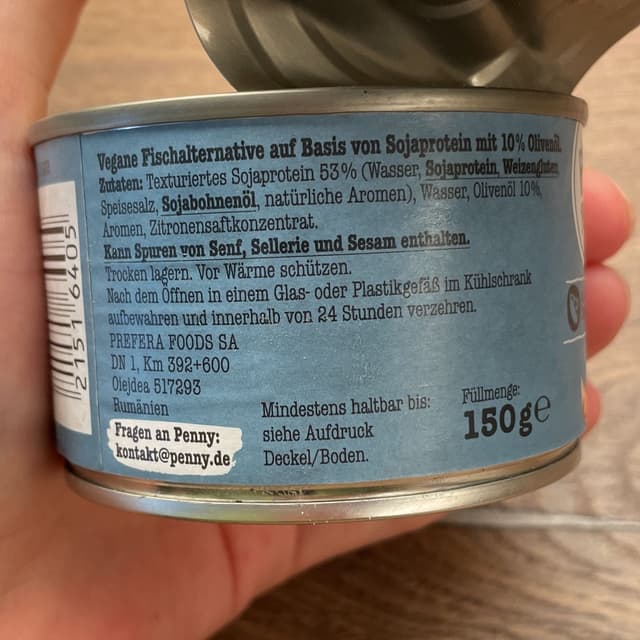 Vegane Fischalternative auf Basis von Sojaprotein mit 10% Olivenöl.
Zutaten: Texturiertes Sojaprotein 53% (Wasser, Sojaprotein, Weizengluten,
Speisesalz, Sojabohnenöl, natürliche Aromen), Wasser, Olivenöl 10%,
Aromen, Zitronensaftkonzentrat.
Kann Spuren von Senf, Sellerie und Sesam enthalten.
Trocken lagern. Vor Wärme schützen.
Nach dem Öffnen in einem Glas- oder Plastikgefäß im Kühlschrank
aufbewahren und innerhalb von 24 Stunden verzehren.
PREFERA FOODS SA
DN 1, Km 392+600
Oiejdea 517293
Rumänien
Fragen an Penny:
kontakt@penny.de
Mindestens haltbar bis:
siehe Aufdruck
Deckel/Boden.
Füllmenge:
150g℮
2151 6405